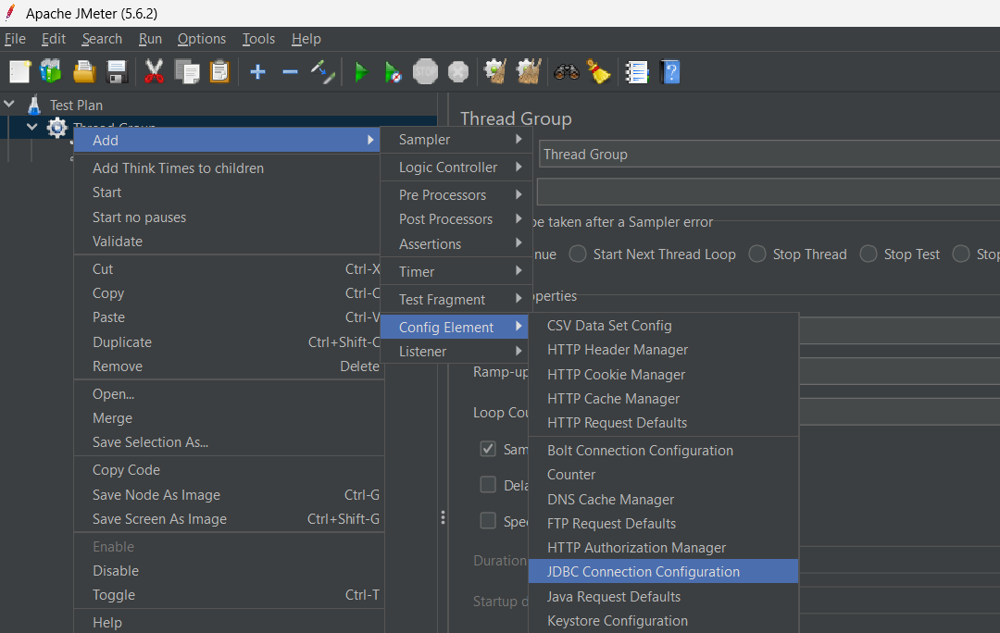 Apache JMeter (5.6.2)
File Edit Search Run Options Tools Help
STOP
Test Plan
Thread Group
Add
Add Think Times to children
Start
Start no pauses
Validate
Cut Ctrl-X
Copy Ctrl-C
Paste Ctrl-V
Duplicate Ctrl+Shift-C
Remove Delete
Open...
Merge
Save Selection As...
Copy Code
Save Node As Image Ctrl-G
Save Screen As Image Ctrl+Shift-G
Enable
Disable
Toggle Ctrl-T
Help
Sampler
Logic Controller
Pre Processors
Post Processors
Assertions
Timer
Test Fragment
Config Element
Listener
CSV Data Set Config
HTTP Header Manager
HTTP Cookie Manager
HTTP Cache Manager
HTTP Request Defaults
Bolt Connection Configuration
Counter
DNS Cache Manager
FTP Request Defaults
HTTP Authorization Manager
JDBC Connection Configuration
Java Request Defaults
Keystore Configuration
Thread Group
Thread Group
be taken after a Sampler error
nue Start Next Thread Loop Stop Thread Stop Test Stop
perties
Ramp-up
Loop Cou
Sam
Dela
Spec
Duration
Startup d